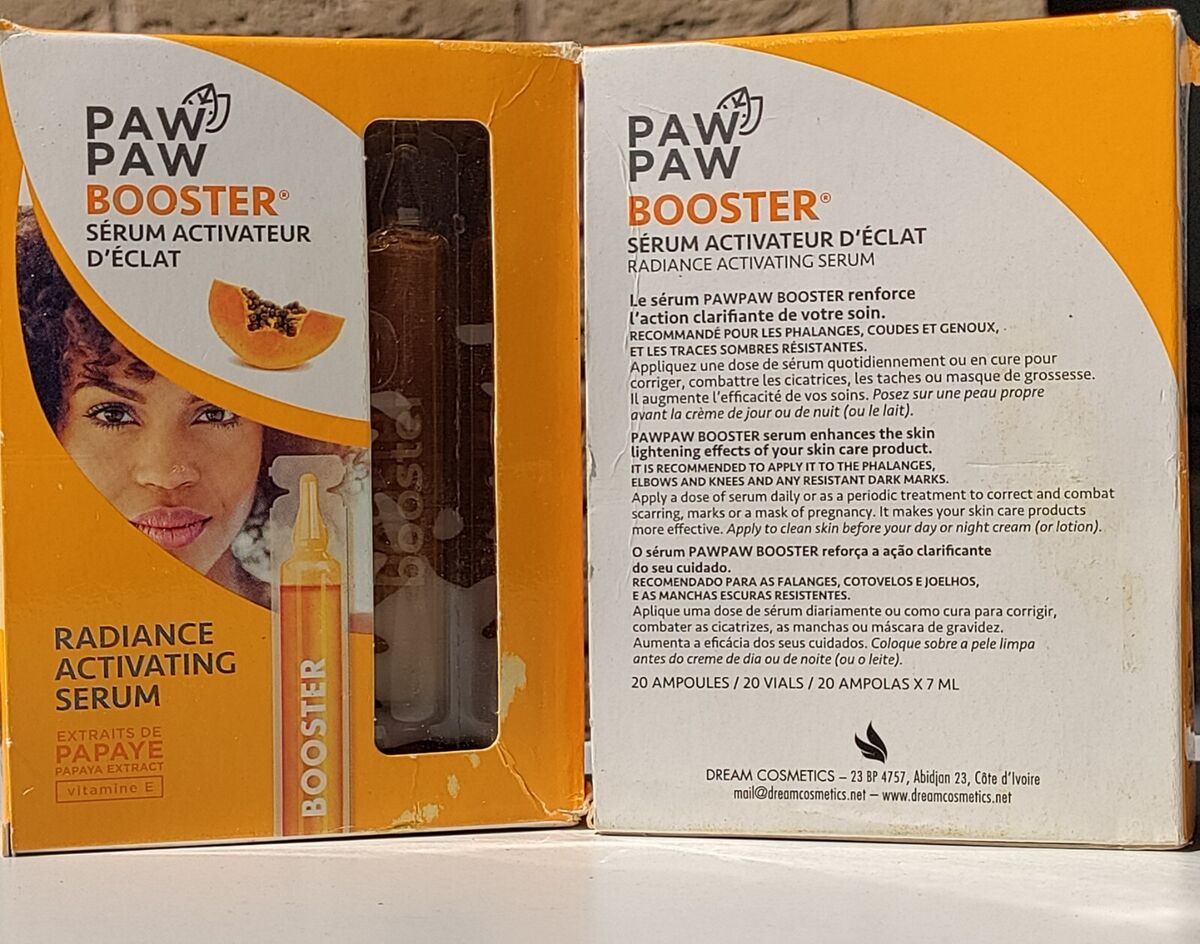 PAW
PAW
BOOSTER®
SÉRUM ACTIVATEUR
D'ÉCLAT
booster
RADIANCE
ACTIVATING
SERUM
EXTRAITS DE
PAPAYE
PAPAYA EXTRACT
vitamine E
BOOSTER
PAW
PAW
BOOSTER®
SÉRUM ACTIVATEUR D'ÉCLAT
RADIANCE ACTIVATING SERUM
Le sérum PAWPAW BOOSTER renforce
l'action clarifiante de votre soin.
RECOMMANDÉ POUR LES PHALANGES, COUDES ET GENOUX,
ET LES TRACES SOMBRES RÉSISTANTES.
Appliquez une dose de sérum quotidiennement ou en cure pour
corriger, combattre les cicatrices, les taches ou masque de grossesse.
Il augmente l'efficacité de vos soins. Posez sur une peau propre
avant la crème de jour ou de nuit (ou le lait).
PAWPAW BOOSTER serum enhances the skin
lightening effects of your skin care product.
IT IS RECOMMENDED TO APPLY IT TO THE PHALANGES,
ELBOWS AND KNEES AND ANY RESISTANT DARK MARKS.
Apply a dose of serum daily or as a periodic treatment to correct and combat
scarring, marks or a mask of pregnancy. It makes your skin care products
more effective. Apply to clean skin before your day or night cream (or lotion).
O sérum PAWPAW BOOSTER reforça a ação clarificante
do seu cuidado.
RECOMENDADO PARA AS FALANGES, COTOVELOS E JOELHOS,
E AS MANCHAS ESCURAS RESISTENTES.
Aplique uma dose de sérum diariamente ou como cura para corrigir,
combater as cicatrizes, as manchas ou máscara de gravidez.
Aumenta a eficácia dos seus cuidados. Coloque sobre a pele limpa
antes do creme de dia ou de noite (ou o leite).
20 AMPOULES / 20 VIALS / 20 AMPOLAS X 7 ML
DREAM COSMETICS – 23 BP 4757, Abidjan 23, Côte d'Ivoire
mail@dreamcosmetics.net – www.dreamcosmetics.net